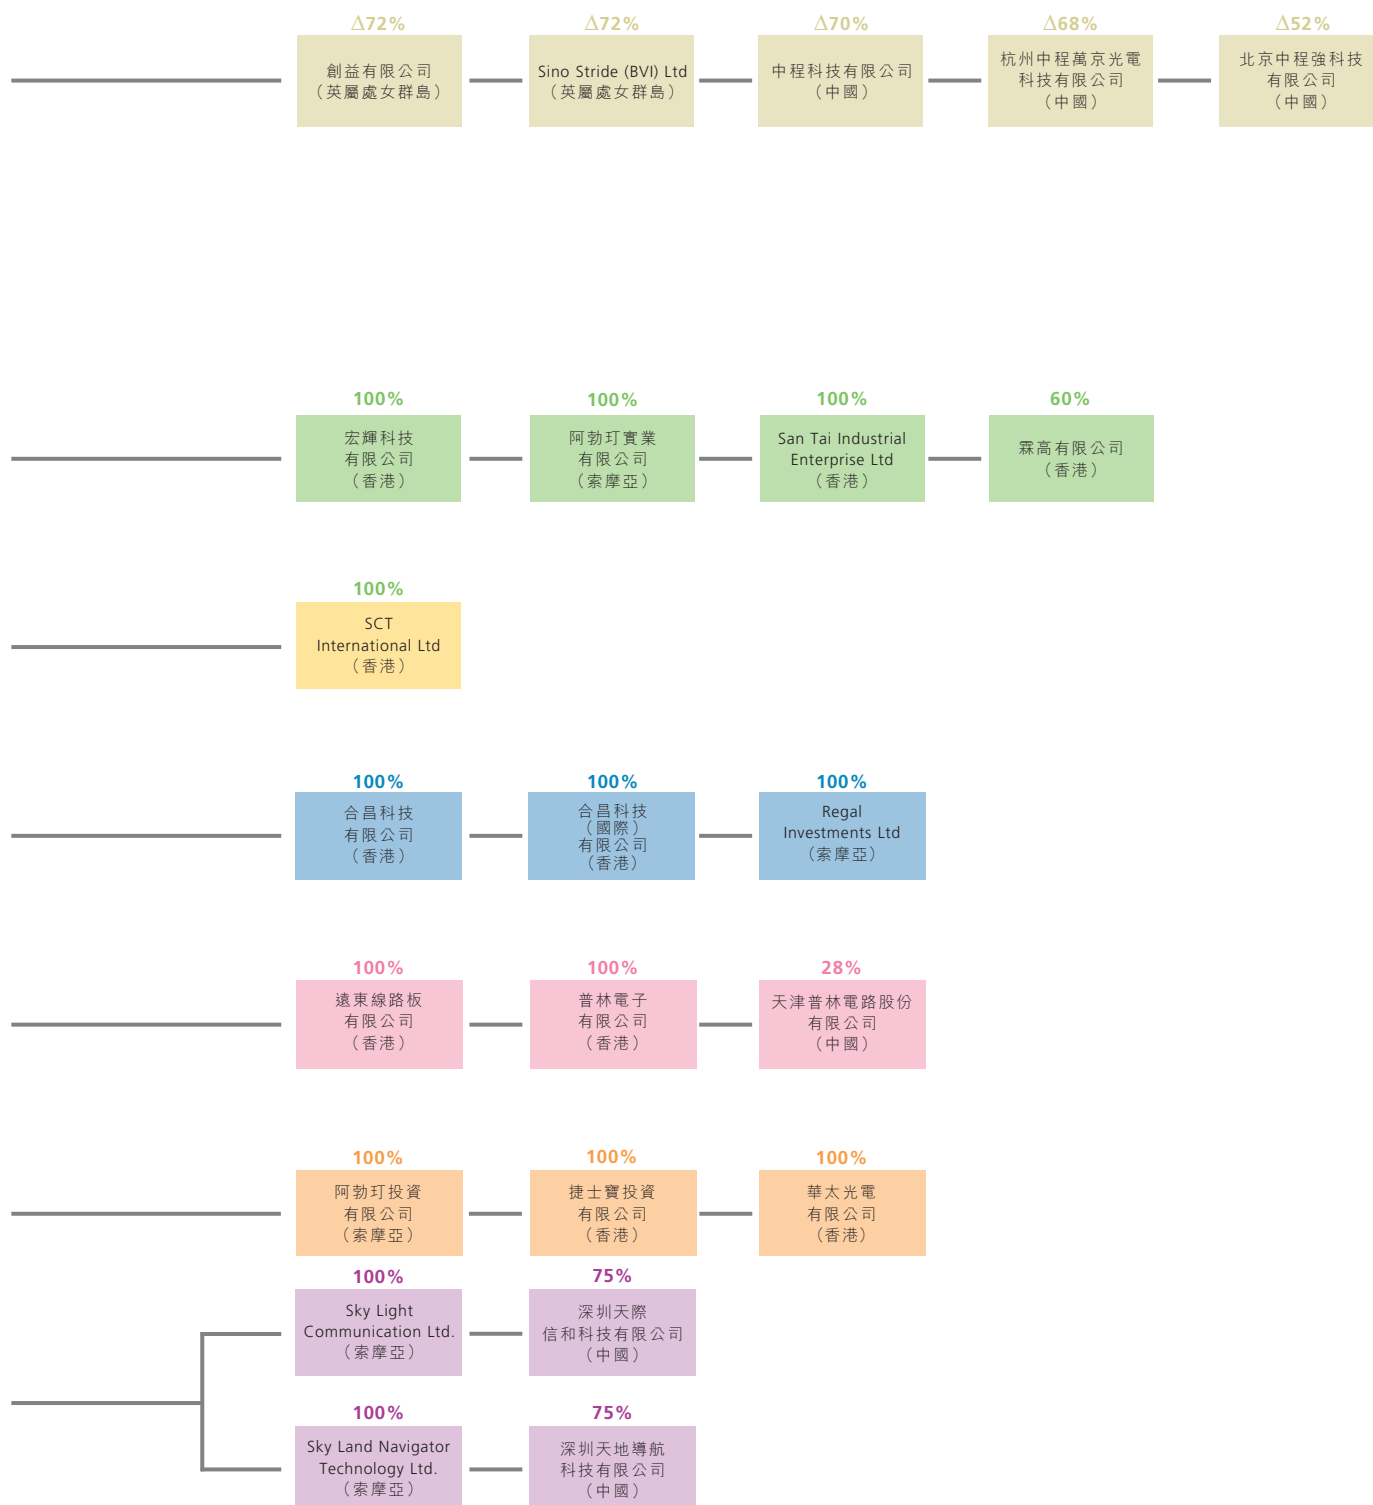 Δ72%
創益有限公司
（英屬處女群島）
Δ72%
Sino Stride (BVI) Ltd
（英屬處女群島）
Δ70%
中程科技有限公司
（中國）
Δ68%
杭州中程萬京光電
科技有限公司
（中國）
Δ52%
北京中程強科技
有限公司
（中國）
100%
宏輝科技
有限公司
（香港）
100%
阿勃玎實業
有限公司
（索摩亞）
100%
San Tai Industrial
Enterprise Ltd
（香港）
60%
霖高有限公司
（香港）
100%
SCT
International Ltd
（香港）
100%
合昌科技
有限公司
（香港）
100%
合昌科技
（國際）
有限公司
（香港）
100%
Regal
Investments Ltd
（索摩亞）
100%
遠東線路板
有限公司
（香港）
100%
普林電子
有限公司
（香港）
28%
天津普林電路股份
有限公司
（中國）
100%
阿勃玎投資
有限公司
（索摩亞）
100%
捷士寶投資
有限公司
（香港）
100%
華太光電
有限公司
（香港）
100%
Sky Light
Communication Ltd.
（索摩亞）
75%
深圳天際
信和科技有限公司
（中國）
100%
Sky Land Navigator
Technology Ltd.
（索摩亞）
75%
深圳天地導航
科技有限公司
（中國）